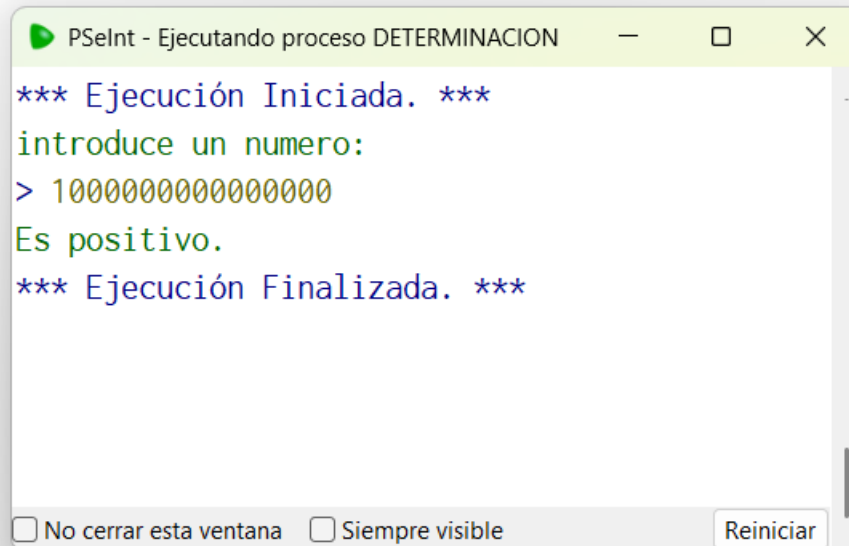 PSeInt - Ejecutando proceso DETERMINACION
*** Ejecución Iniciada. ***
introduce un numero:
> 1000000000000000
Es positivo.
*** Ejecución Finalizada. ***
No cerrar esta ventana Siempre visible Reiniciar